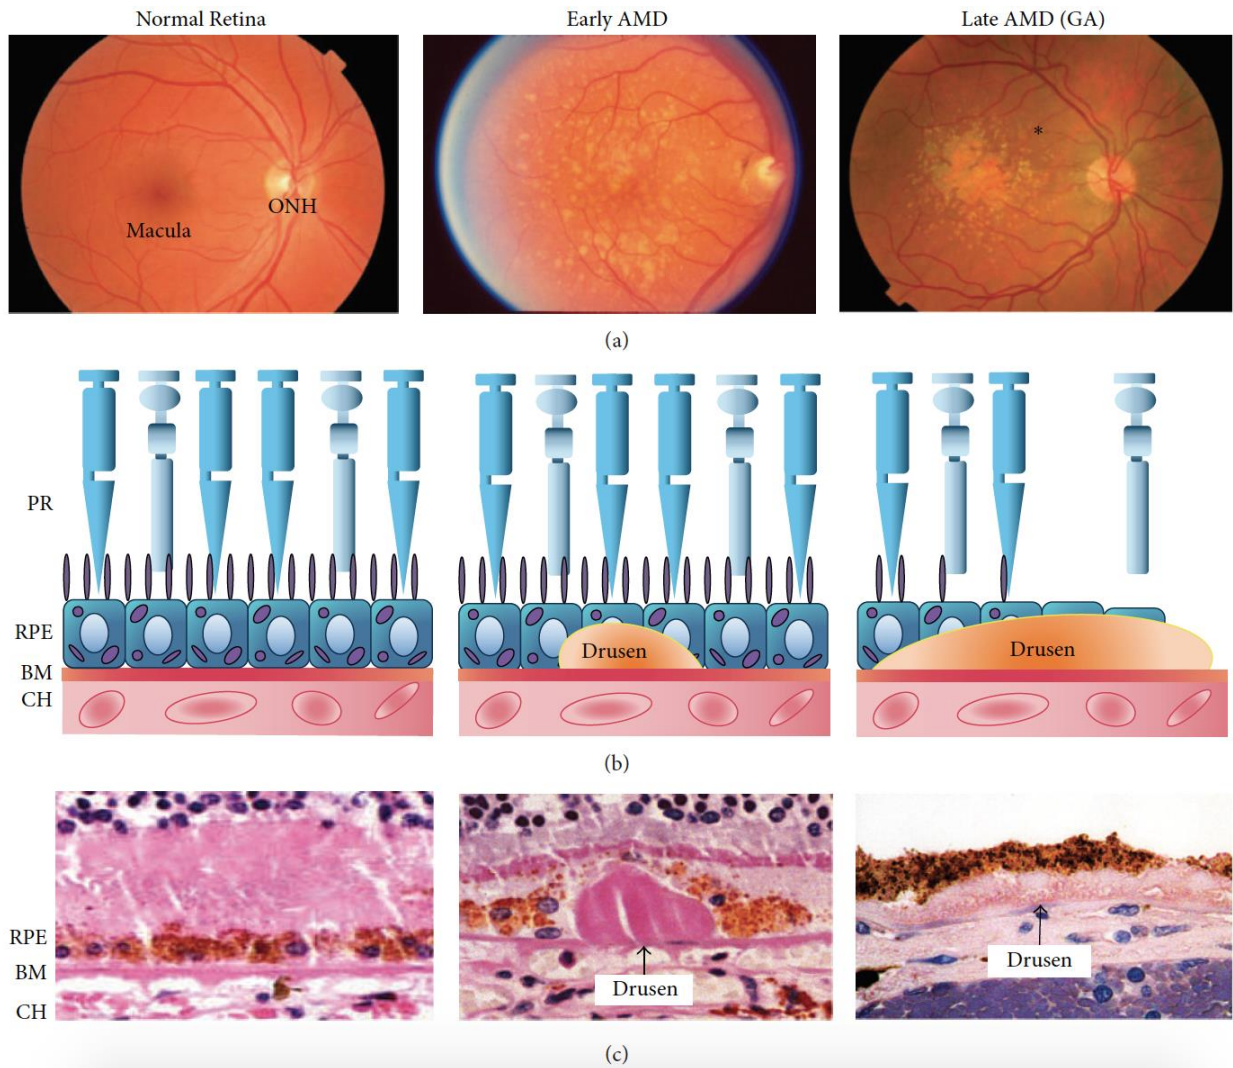 Normal Retina
Early AMD
Late AMD (GA)
Macula
ONH
*
(a)
PR
RPE
BM
CH
Drusen
Drusen
(b)
RPE
BM
CH
Drusen
Drusen
(c)